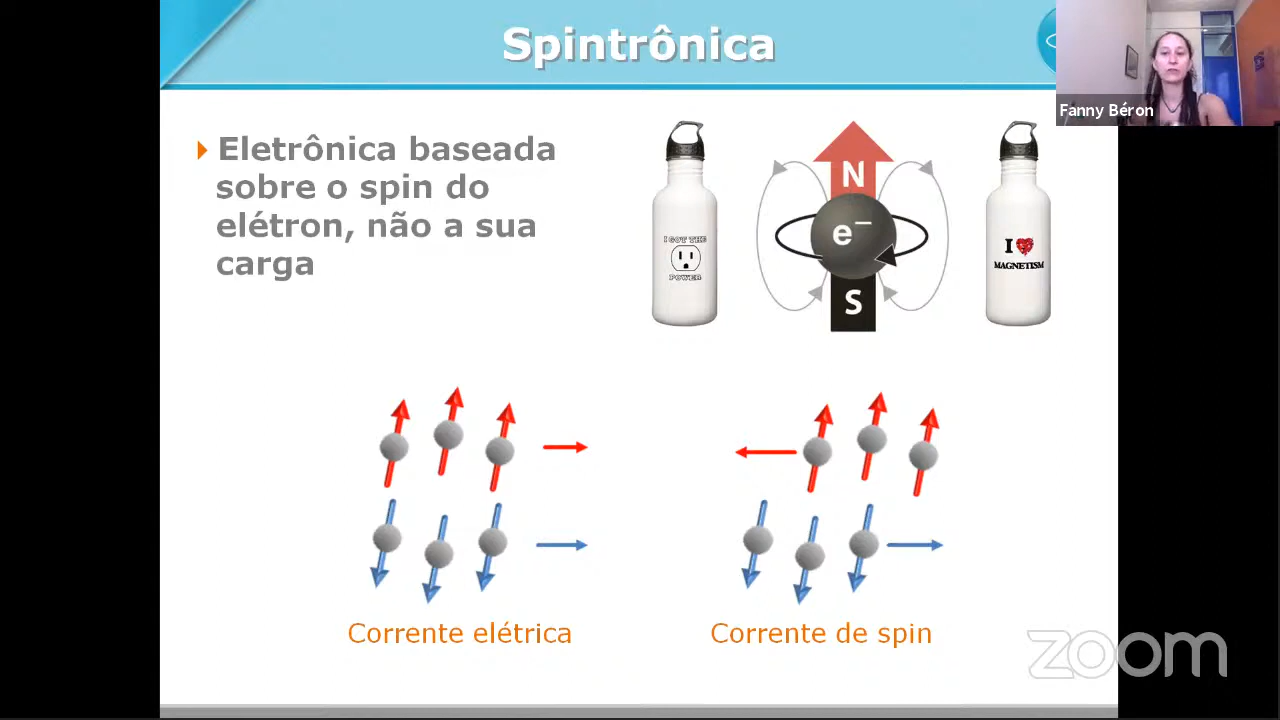 Spintrônica
Fanny Béron
Eletrônica baseada
sobre o spin do
elétron, não a sua
carga
I GOT THE
POWER
N
e−
S
I
MAGNETISM
Corrente elétrica
Corrente de spin
zoom